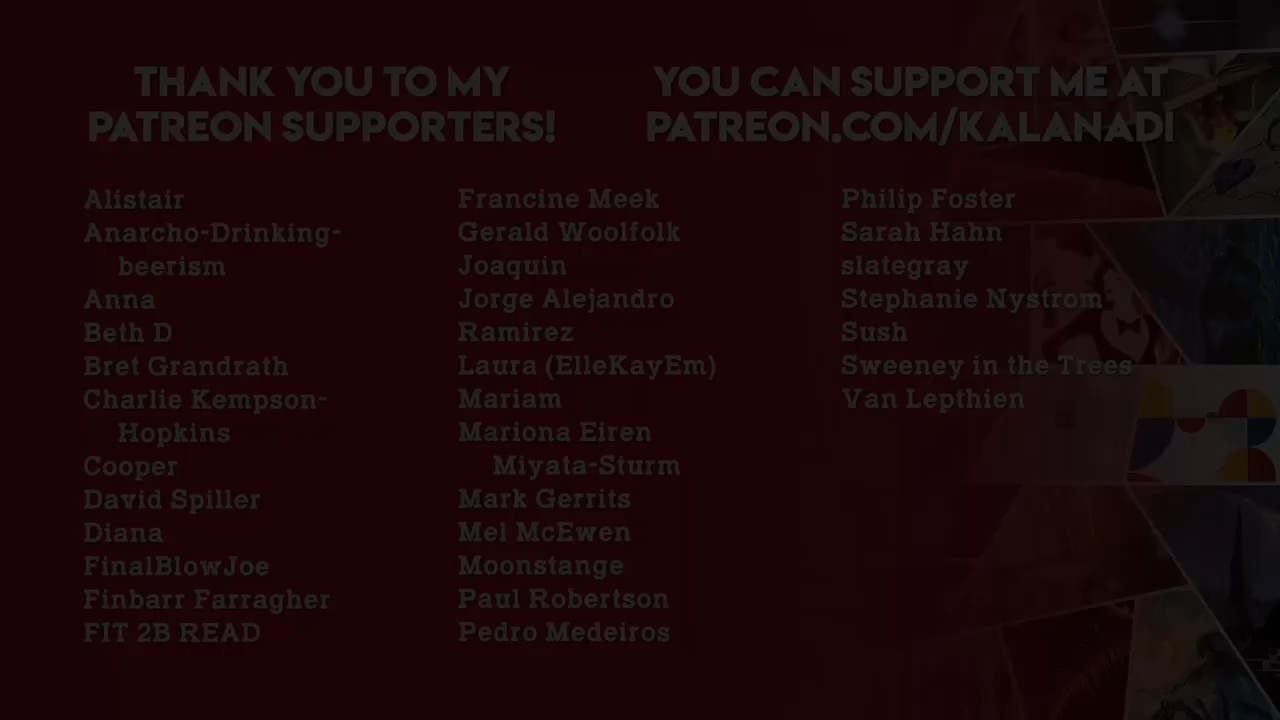 THANK YOU TO MY
PATREON SUPPORTERS!
YOU CAN SUPPORT ME AT
PATREON.COM/KALANADI
Alistair
Anarcho-Drinking-
beerism
Anna
Beth D
Bret Grandrath
Charlie Kempson-
Hopkins
Cooper
David Spiller
Diana
FinalBlowJoe
Finbarr Farragher
FIT 2B READ
Francine Meek
Gerald Woolfolk
Joaquin
Jorge Alejandro
Ramirez
Laura (ElleKayEm)
Mariam
Mariona Eiren
Miyata-Sturm
Mark Gerrits
Mel McEwen
Moonstange
Paul Robertson
Pedro Medeiros
Philip Foster
Sarah Hahn
slategray
Stephanie Nystrom
Sush
Sweeney in the Trees
Van Lepthien